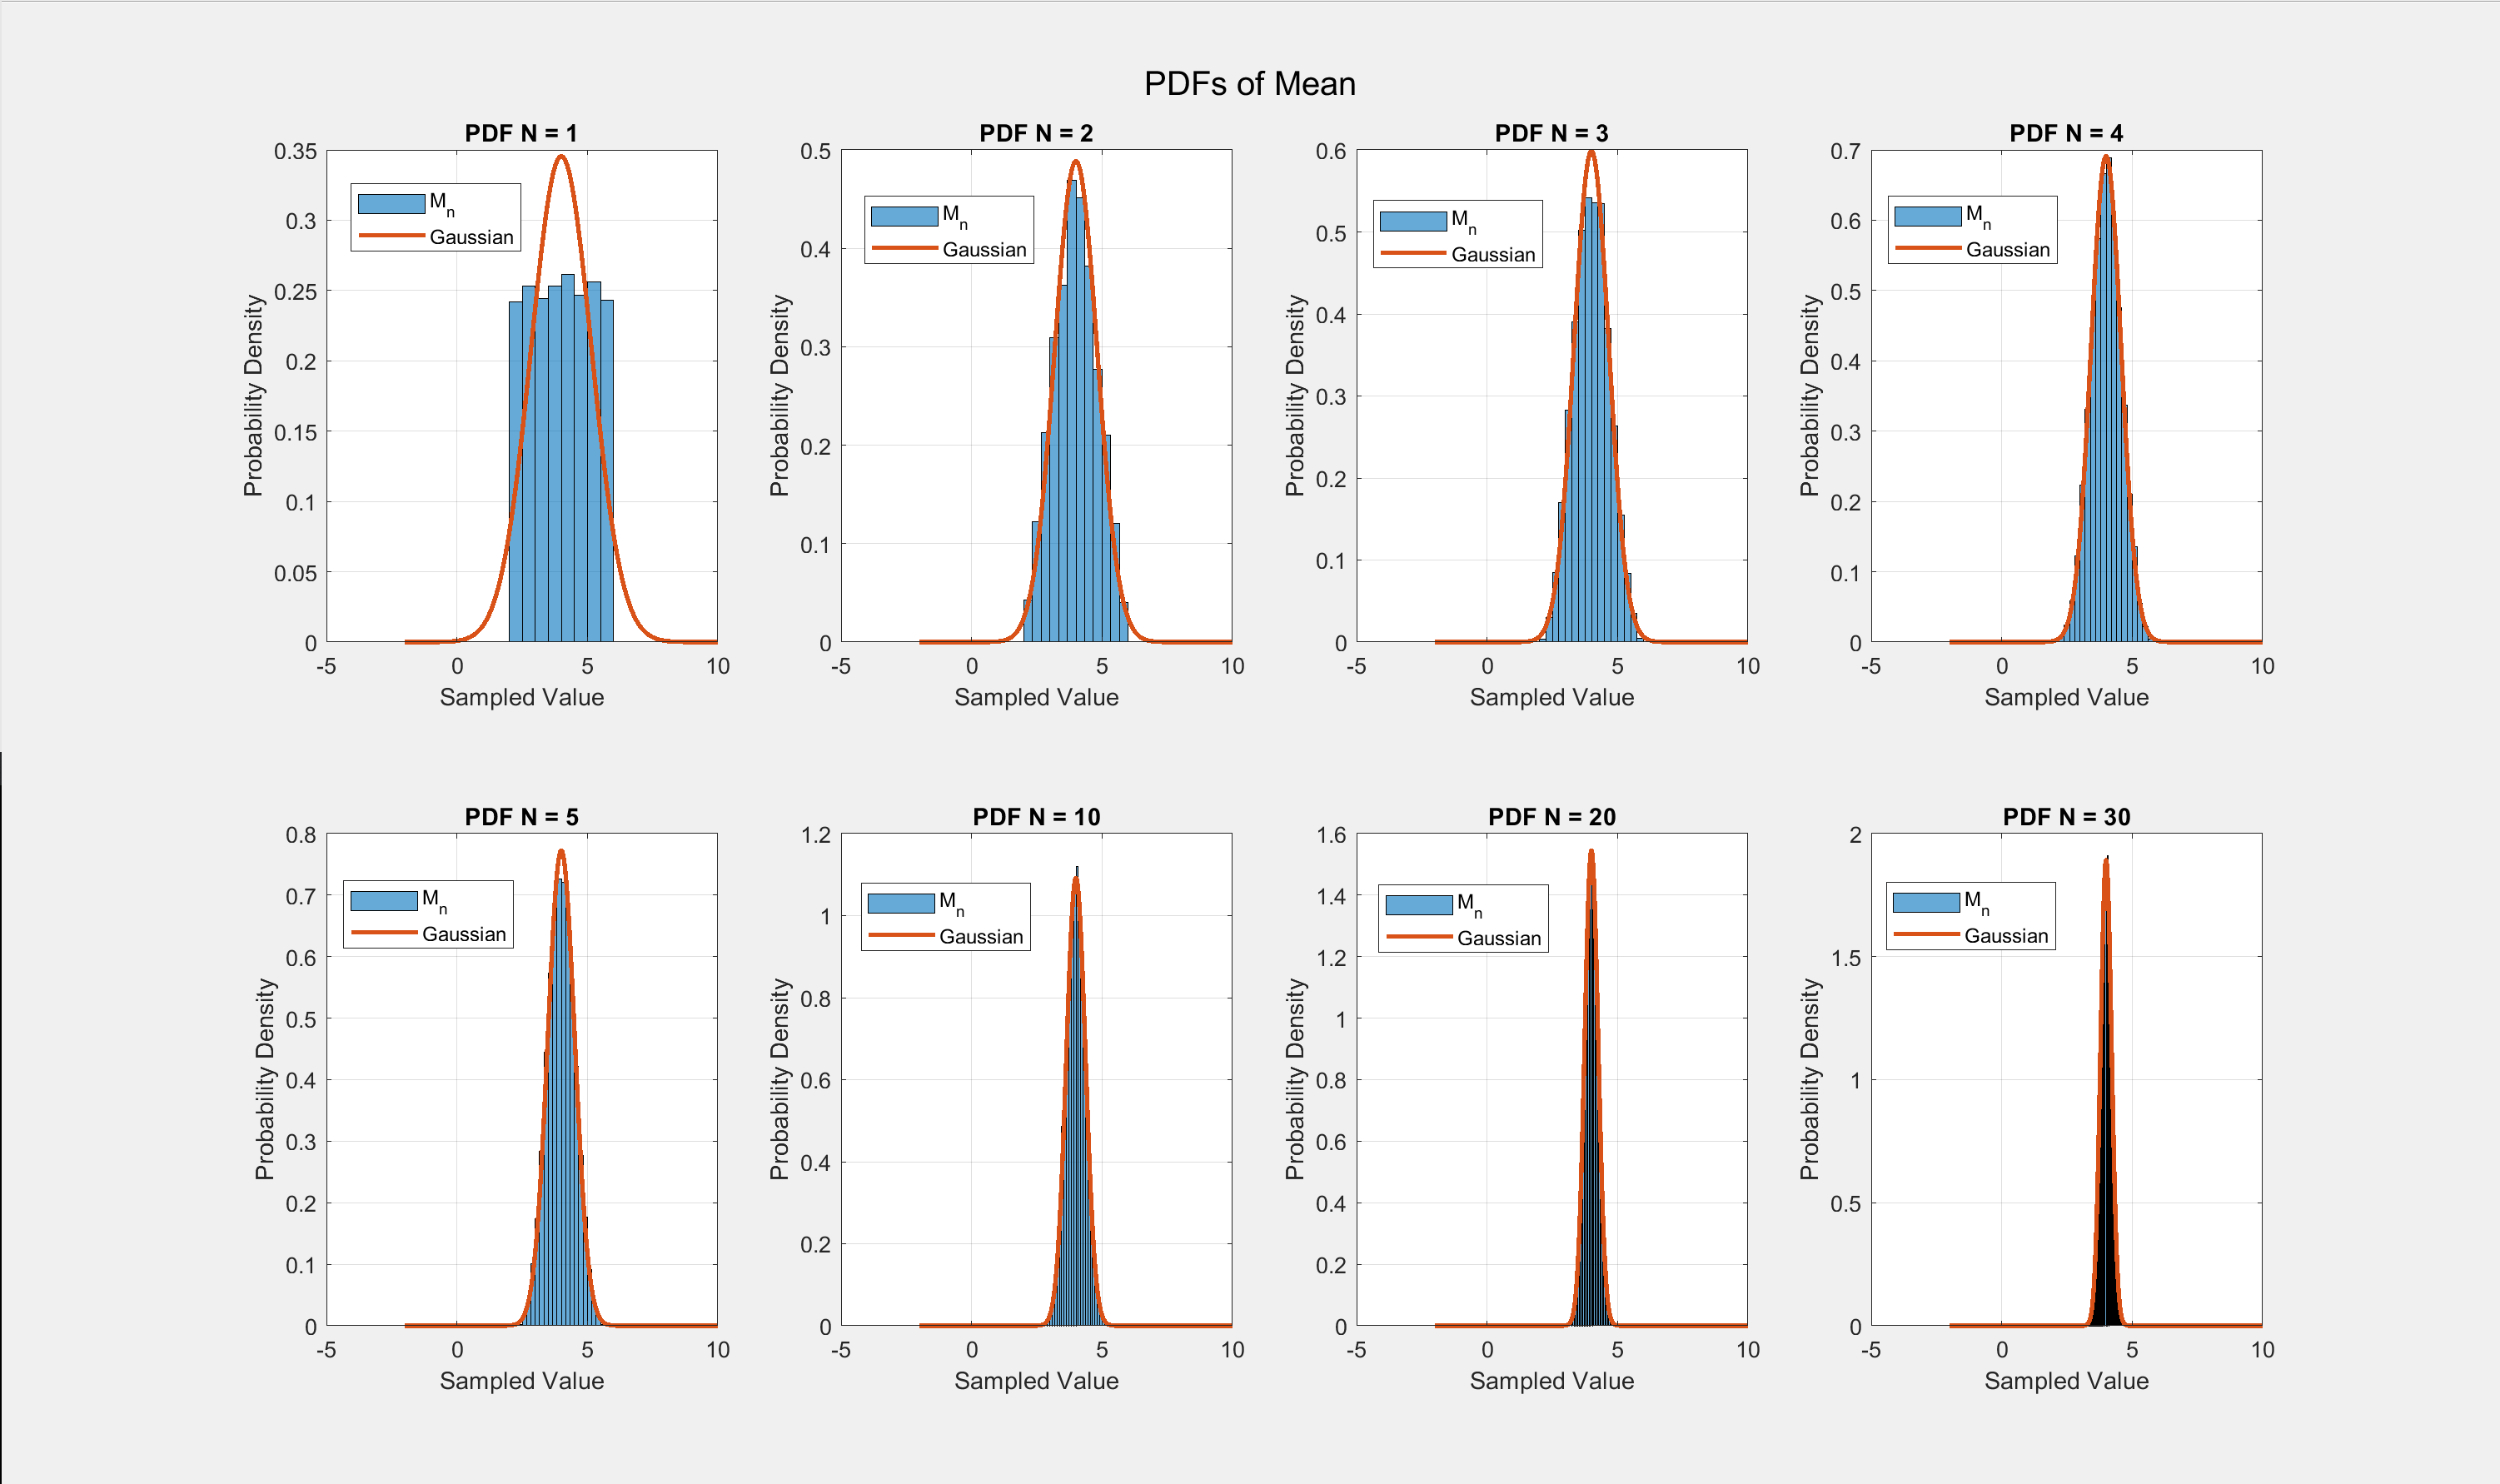 PDFs of Mean
PDF N = 1
0.35
0.3
0.25
0.2
0.15
0.1
0.05
0
-5
0
5
10
Probability Density
Sampled Value
Mn
Gaussian
PDF N = 2
0.5
0.4
0.3
0.2
0.1
0
-5
0
5
10
Probability Density
Sampled Value
Mn
Gaussian
PDF N = 3
0.6
0.5
0.4
0.3
0.2
0.1
0
-5
0
5
10
Probability Density
Sampled Value
Mn
Gaussian
PDF N = 4
0.7
0.6
0.5
0.4
0.3
0.2
0.1
0
-5
0
5
10
Probability Density
Sampled Value
Mn
Gaussian
PDF N = 5
0.8
0.7
0.6
0.5
0.4
0.3
0.2
0.1
0
-5
0
5
10
Probability Density
Sampled Value
Mn
Gaussian
PDF N = 10
1.2
1
0.8
0.6
0.4
0.2
0
-5
0
5
10
Probability Density
Sampled Value
Mn
Gaussian
PDF N = 20
1.6
1.4
1.2
1
0.8
0.6
0.4
0.2
0
-5
0
5
10
Probability Density
Sampled Value
Mn
Gaussian
PDF N = 30
2
1.5
1
0.5
0
-5
0
5
10
Probability Density
Sampled Value
Mn
Gaussian